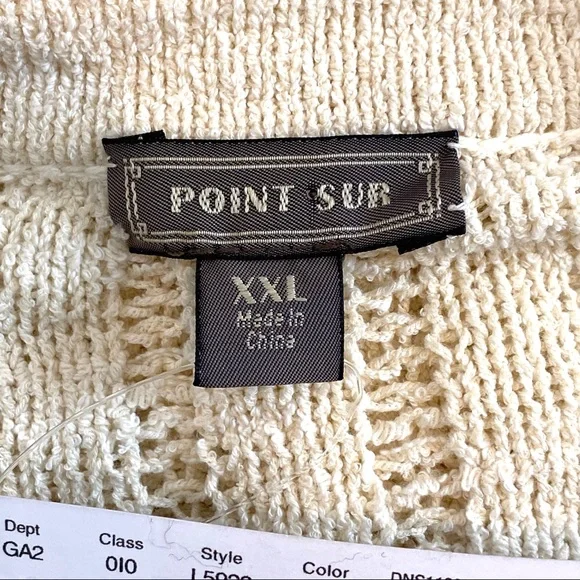 POINT SUR
XXL
Made in
China
Dept Class Style Color
GA2 010